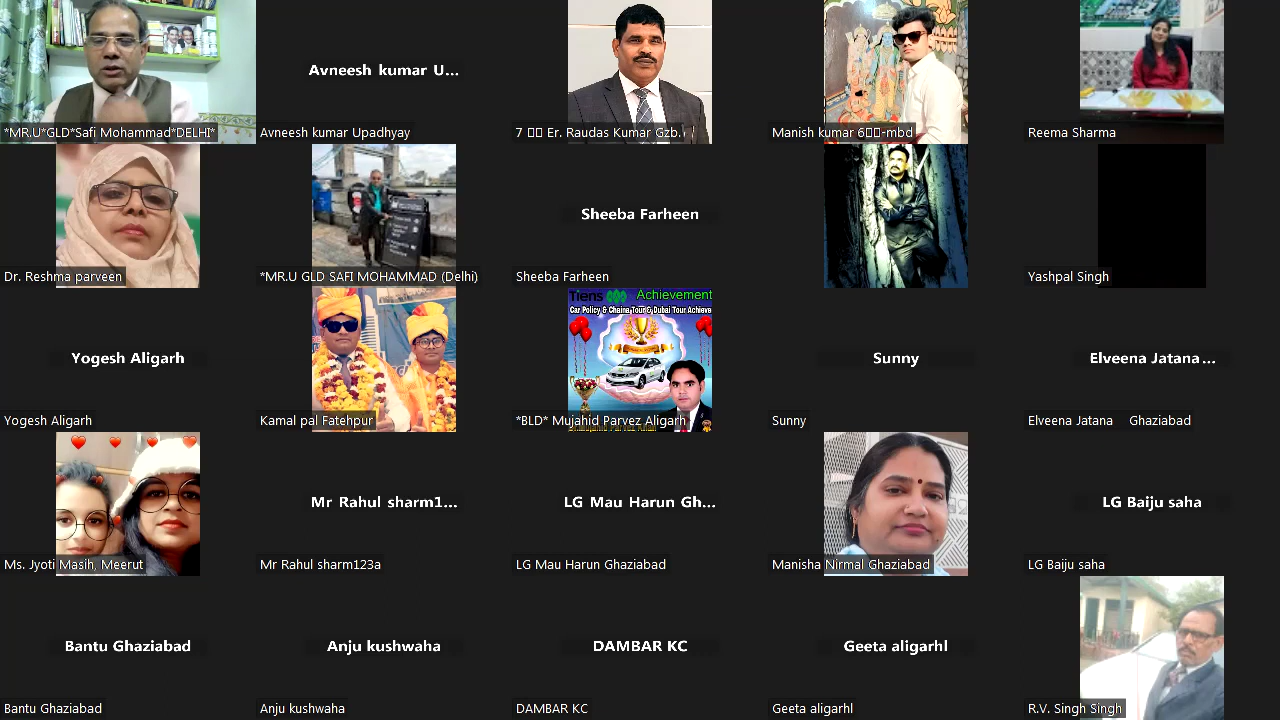 *MR.U*GLD*Safi Mohammad*DELHI*
Avneesh kumar U...
Avneesh kumar Upadhyay
7 Er. Raudas Kumar Gzb.
Manish kumar 6-mbd
Reema Sharma
Dr. Reshma parveen
*MR.U GLD SAFI MOHAMMAD (Delhi)
Sheeba Farheen
Sheeba Farheen
Yashpal Singh
Yogesh Aligarh
Yogesh Aligarh
Kamal pal Fatehpur
Tiens Achievement
Car Policy & Chaina Tour & Dubai Tour Achieve
*BLD* Mujahid Parvez Aligarh
Sunny
Sunny
Elveena Jatana...
Elveena Jatana Ghaziabad
Ms. Jyoti Masih, Meerut
Mr Rahul sharm1...
Mr Rahul sharm123a
LG Mau Harun Gh...
LG Mau Harun Ghaziabad
Manisha Nirmal Ghaziabad
LG Baiju saha
LG Baiju saha
Bantu Ghaziabad
Bantu Ghaziabad
Anju kushwaha
Anju kushwaha
DAMBAR KC
DAMBAR KC
Geeta aligarhl
Geeta aligarhl
R.V. Singh Singh